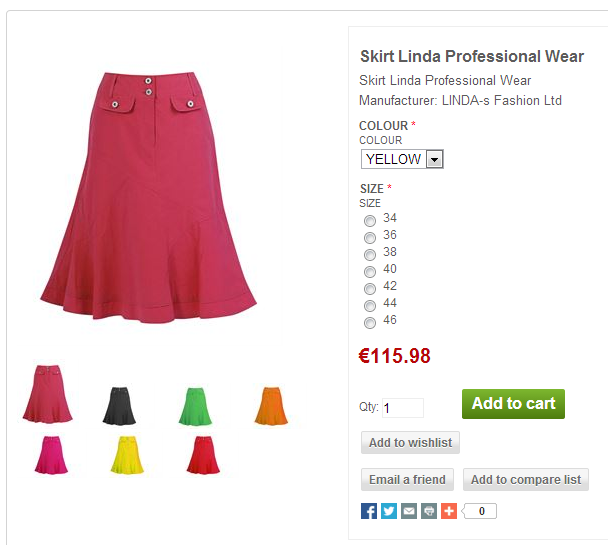 Skirt Linda Professional Wear
Skirt Linda Professional Wear
Manufacturer: LINDA-s Fashion Ltd
COLOUR *
COLOUR
YELLOW
SIZE *
SIZE
34
36
38
40
42
44
46
€115.98
Qty: 1
Add to cart
Add to wishlist
Email a friend
Add to compare list
0